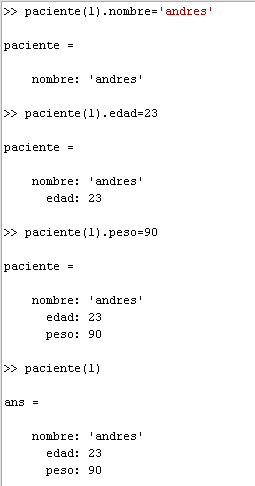 >> paciente(1).nombre='andres'
paciente =
nombre: 'andres'
>> paciente(1).edad=23
paciente =
nombre: 'andres'
edad: 23
>> paciente(1).peso=90
paciente =
nombre: 'andres'
edad: 23
peso: 90
>> paciente(1)
ans =
nombre: 'andres'
edad: 23
peso: 90